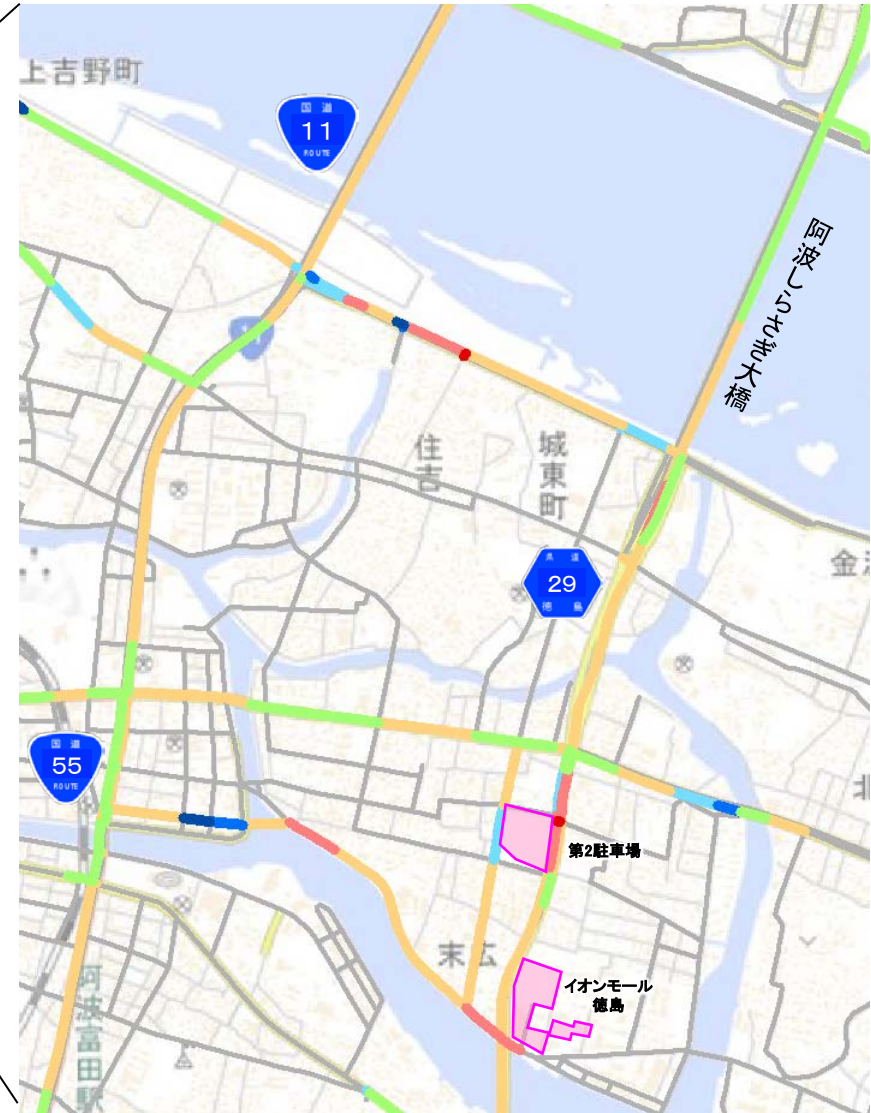 上吉野町
国道
11
ROUTE
11
阿波しらさぎ大橋
住吉
城東町
県道
29
徳島
国道
55
ROUTE
第2駐車場
末広
イオンモール
徳島
阿波富田駅
北